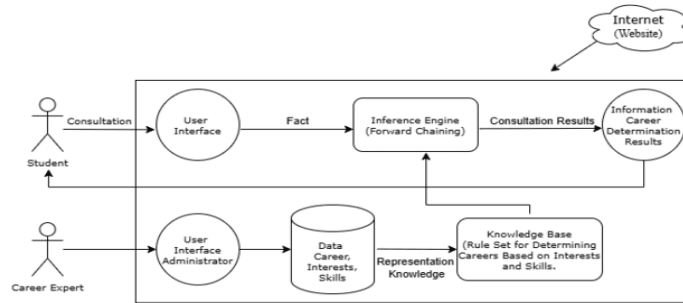 Internet
(Website)
Consultation
User
Interface
Fact
Inference Engine
(Forward Chaining)
Consultation Results
Information
Career
Determination
Results
Student
User
Interface
Administrator
Data
Career,
Interests,
Skills
Representation
Knowledge
Knowledge Base
(Rule Set for Determining
Careers Based on Interests
and Skills.
Career Expert